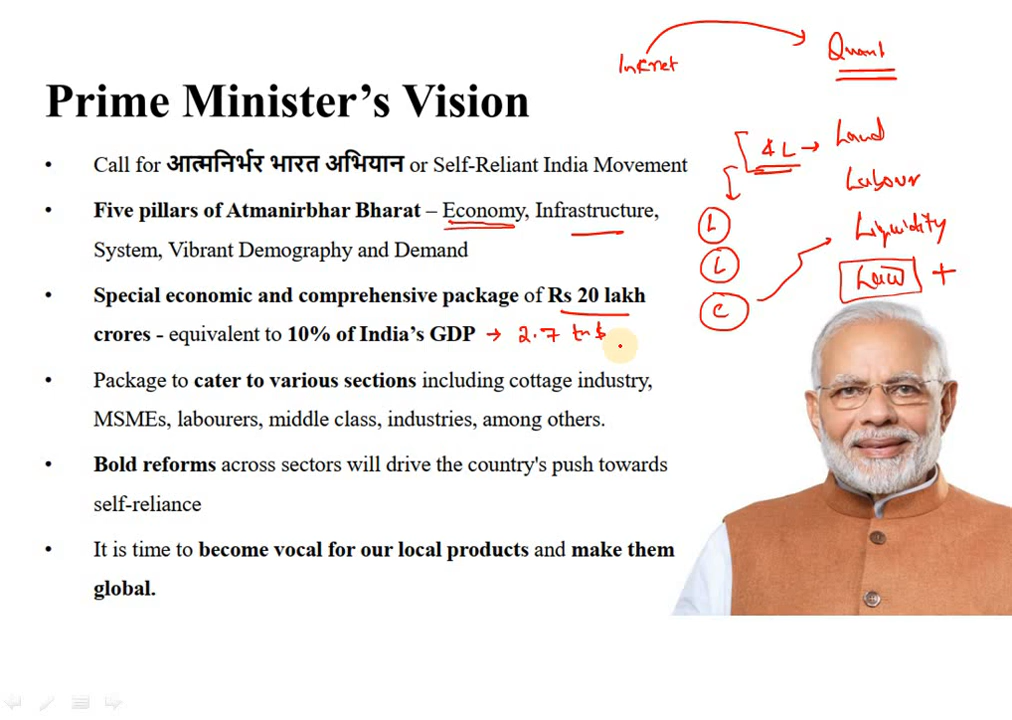 Prime Minister's Vision
• Call for आत्मनिर्भर भारत अभियान or Self-Reliant India Movement
• Five pillars of Atmanirbhar Bharat – Economy, Infrastructure,
System, Vibrant Demography and Demand
• Special economic and comprehensive package of Rs 20 lakh
crores - equivalent to 10% of India's GDP → 2.7 tn $
• Package to cater to various sections including cottage industry,
MSMEs, labourers, middle class, industries, among others.
• Bold reforms across sectors will drive the country's push towards
self-reliance
• It is time to become vocal for our local products and make them
global.
Quant
4 L → Land
Labour
L Liquidity
L Law +
C